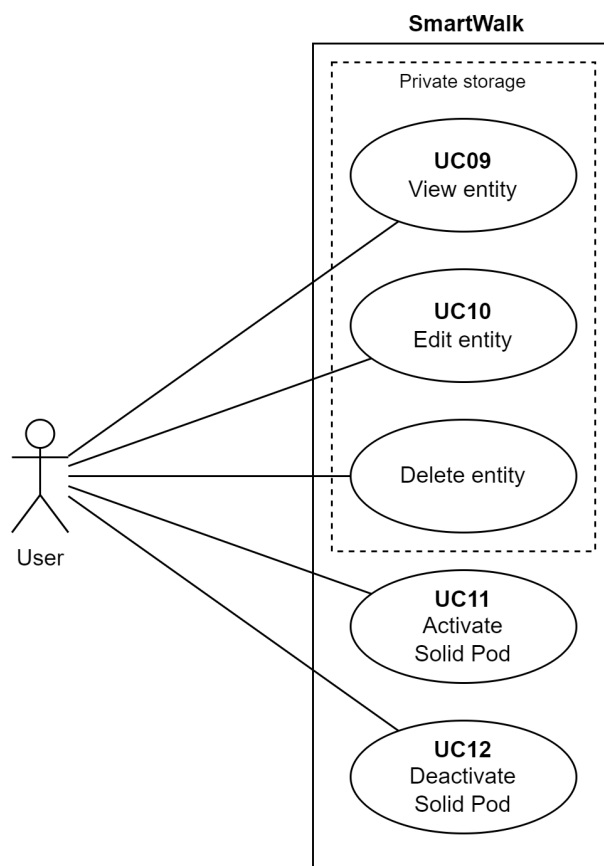 SmartWalk
Private storage
UC09
View entity
UC10
Edit entity
Delete entity
User
UC11
Activate
Solid Pod
UC12
Deactivate
Solid Pod